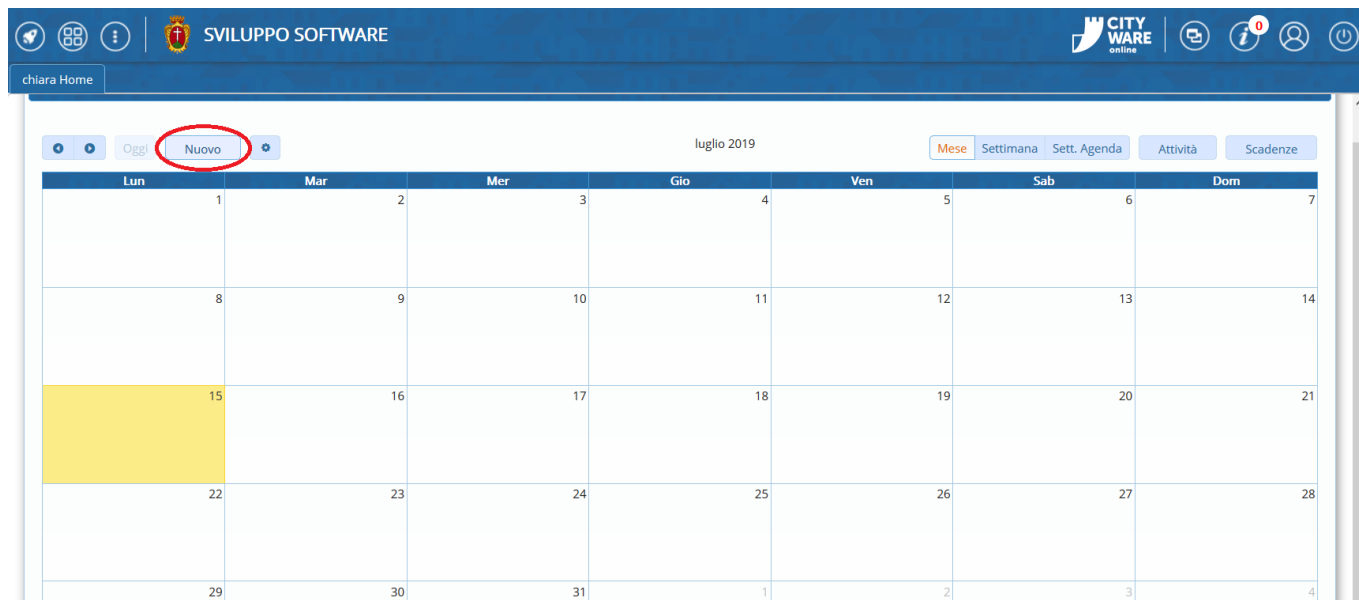 SVILUPPO SOFTWARE
CITY
WARE
online
0
chiara Home
Oggi Nuovo luglio 2019 Mese Settimana Sett. Agenda Attività Scadenze
Lun Mar Mer Gio Ven Sab Dom
1 2 3 4 5 6 7
8 9 10 11 12 13 14
15 16 17 18 19 20 21
22 23 24 25 26 27 28
29 30 31 1 2 3 4